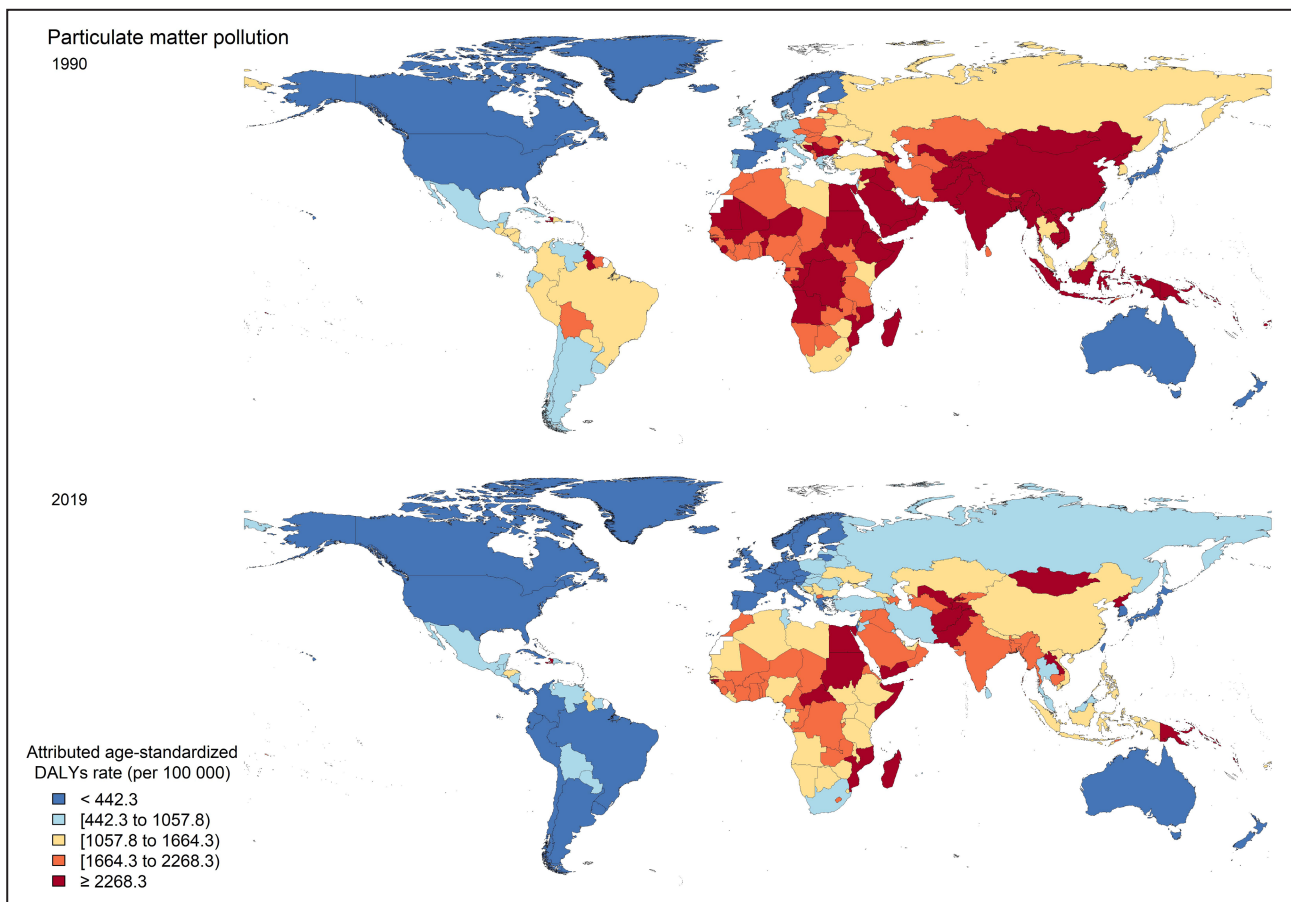 Particulate matter pollution
1990
2019
Attributed age-standardized
DALYs rate (per 100 000)
< 442.3
[442.3 to 1057.8)
[1057.8 to 1664.3)
[1664.3 to 2268.3)
≥ 2268.3